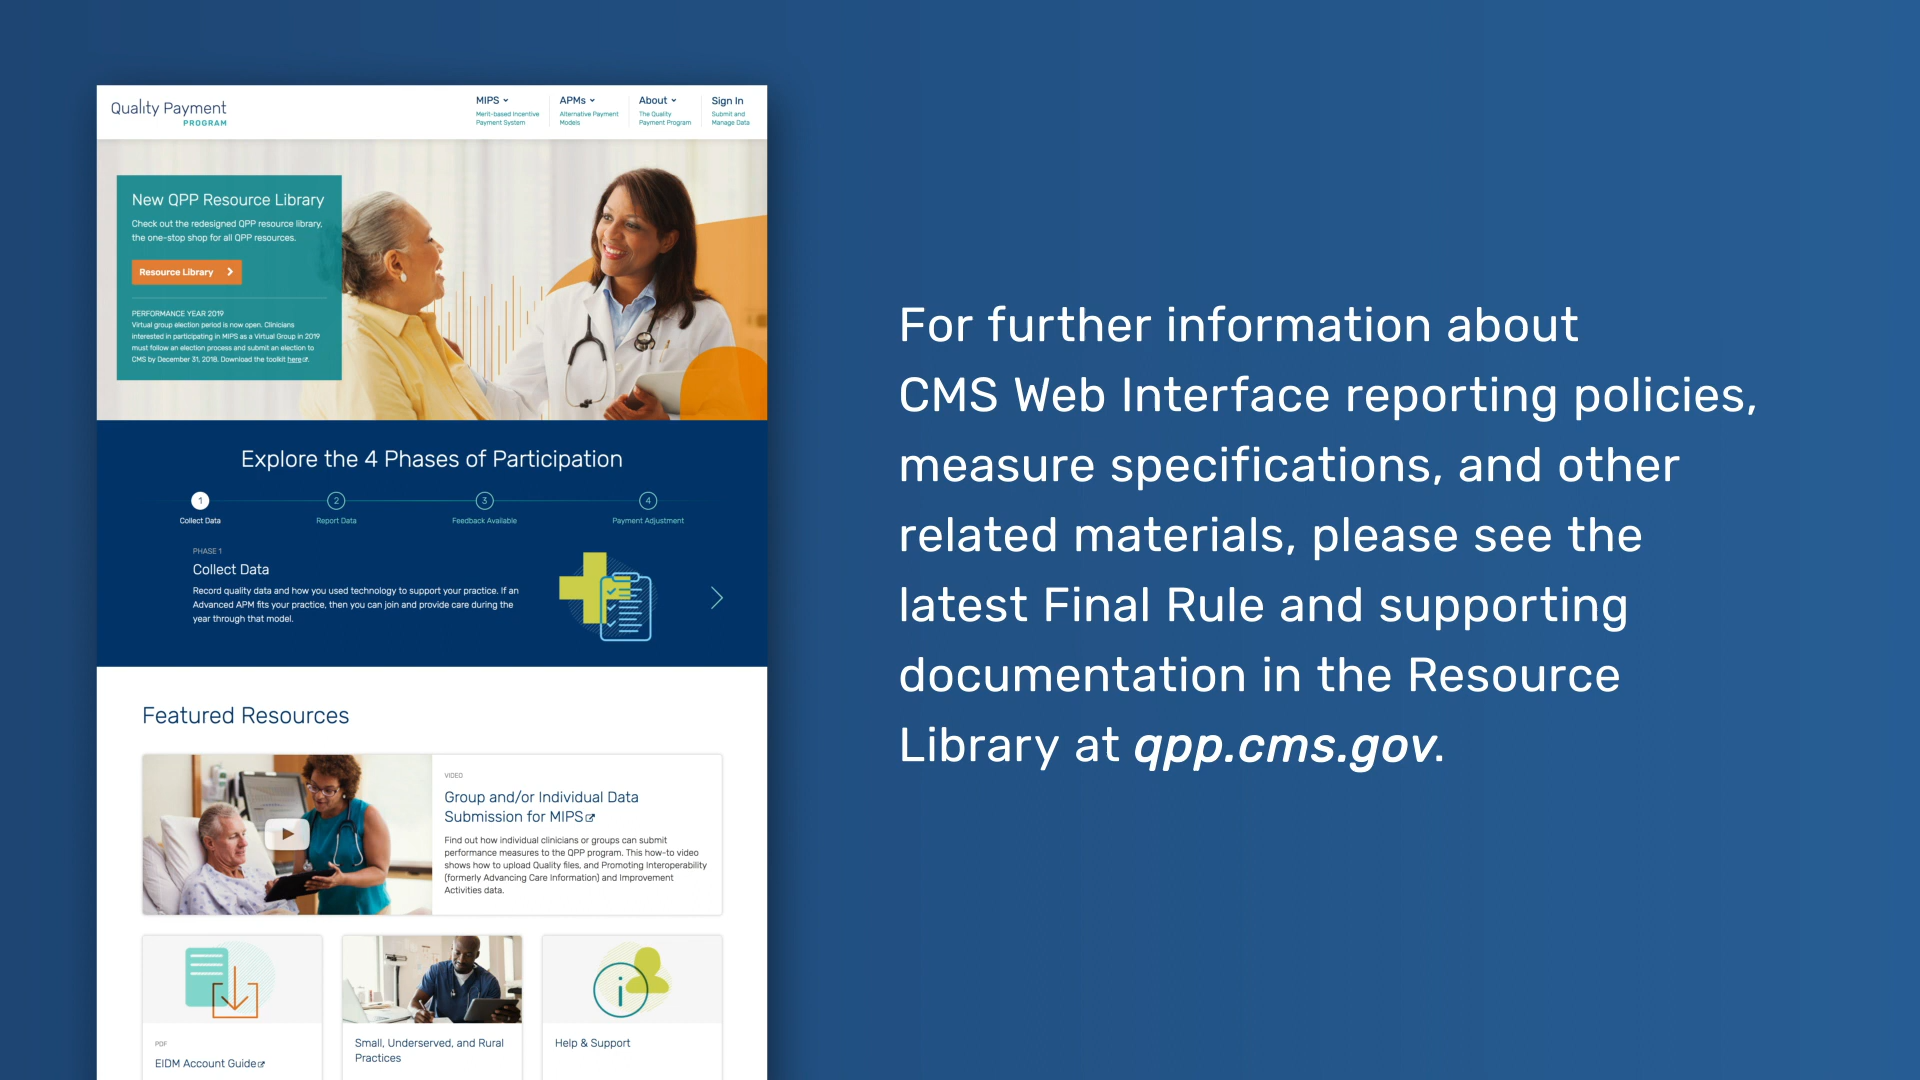 Quality Payment
PROGRAM
MIPS
Merit-based Incentive
Payment System
APMs
Alternative Payment
Models
About
The Quality
Payment Program
Sign In
Submit and
Manage Data
New QPP Resource Library
Check out the redesigned QPP resource library,
the one-stop shop for all QPP resources.
Resource Library
PERFORMANCE YEAR 2019
Virtual group election period is now open. Clinicians
interested in participating in MIPS as a Virtual Group in 2019
must follow an election process and submit an election to
CMS by December 31, 2018. Download the toolkit here.
Explore the 4 Phases of Participation
1
2
3
4
Collect Data
Report Data
Feedback Available
Payment Adjustment
PHASE 1
Collect Data
Record quality data and how you used technology to support your practice. If an
Advanced APM fits your practice, then you can join and provide care during the
year through that model.
Featured Resources
VIDEO
Group and/or Individual Data
Submission for MIPS
Find out how individual clinicians or groups can submit
performance measures to the QPP program. This how-to video
shows how to upload Quality files, and Promoting Interoperability
(formerly Advancing Care Information) and Improvement
Activities data.
PDF
EIDM Account Guide
Small, Underserved, and Rural
Practices
Help & Support
For further information about
CMS Web Interface reporting policies,
measure specifications, and other
related materials, please see the
latest Final Rule and supporting
documentation in the Resource
Library at qpp.cms.gov.